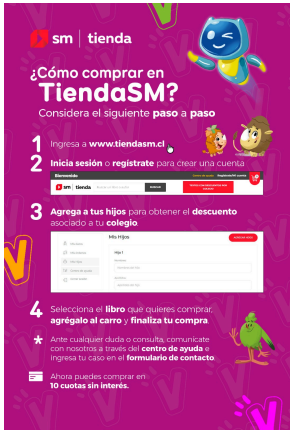 sm tienda
¿Cómo comprar en
TiendaSM?
Considera el siguiente paso a paso
1 Ingresa a www.tiendasm.cl
2 Inicia sesión o regístrate para crear una cuenta
Bienvenido
sm tienda
3 Agrega a tus hijos para obtener el descuento
asociado a tu colegio.
Mis Hijos
Hijo 1
4 Selecciona el libro que quieres comprar,
agrégalo al carro y finaliza tu compra.
* Ante cualquier duda o consulta, comunícate
con nosotros a través del centro de ayuda e
ingresa tu caso en el formulario de contacto.
Ahora puedes comprar en
10 cuotas sin interés.